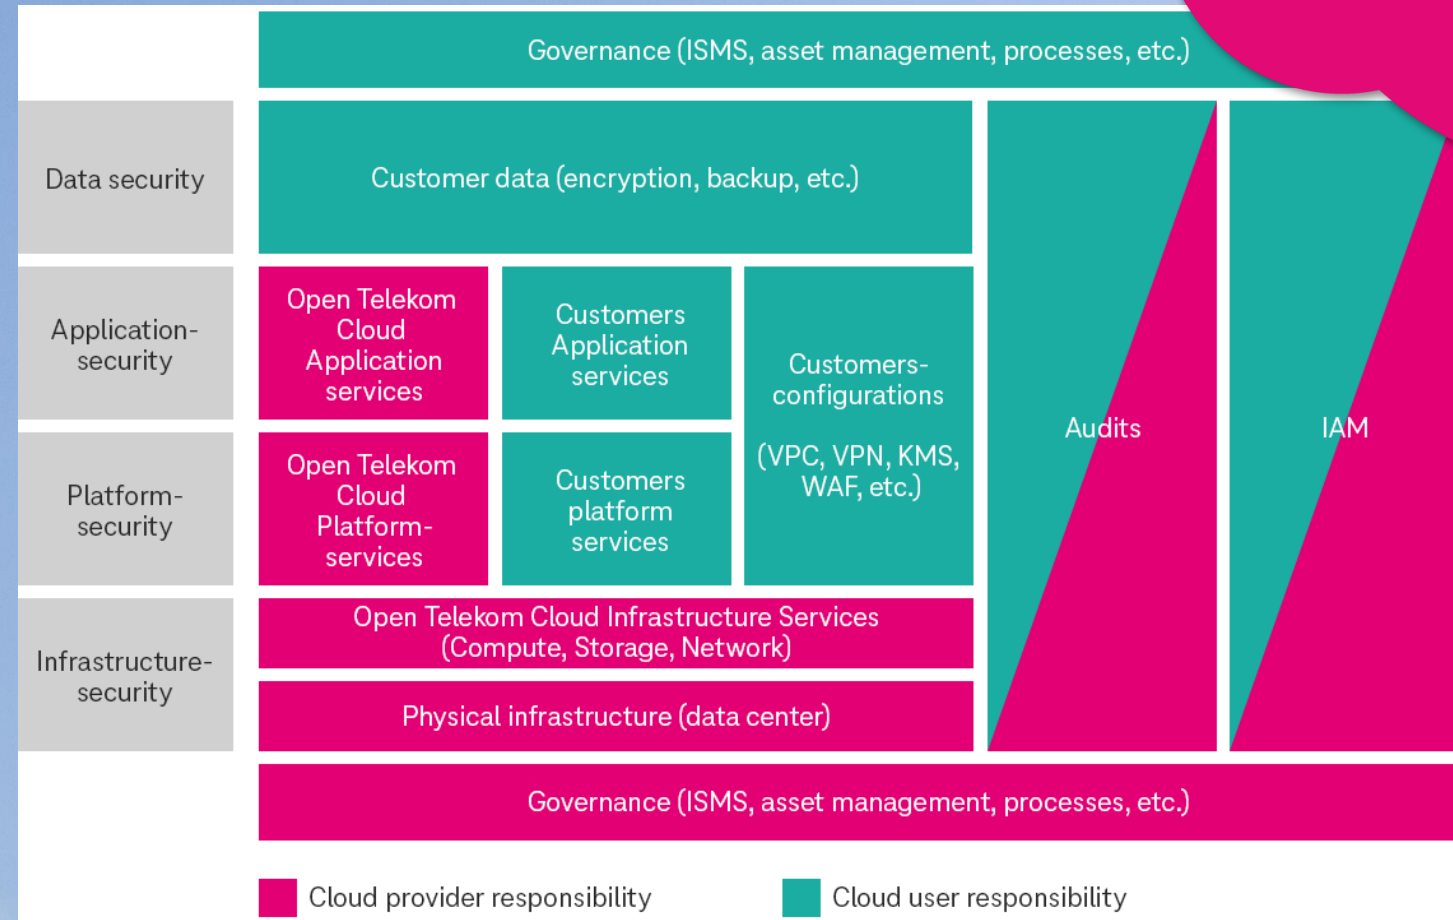 Governance (ISMS, asset management, processes, etc.)
Data security
Customer data (encryption, backup, etc.)
Application-
security
Open Telekom
Cloud
Application
services
Customers
Application
services
Customers-
configurations
(VPC, VPN, KMS,
WAF, etc.)
Audits
IAM
Platform-
security
Open Telekom
Cloud
Platform-
services
Customers
platform
services
Infrastructure-
security
Open Telekom Cloud Infrastructure Services
(Compute, Storage, Network)
Physical infrastructure (data center)
Governance (ISMS, asset management, processes, etc.)
Cloud provider responsibility
Cloud user responsibility